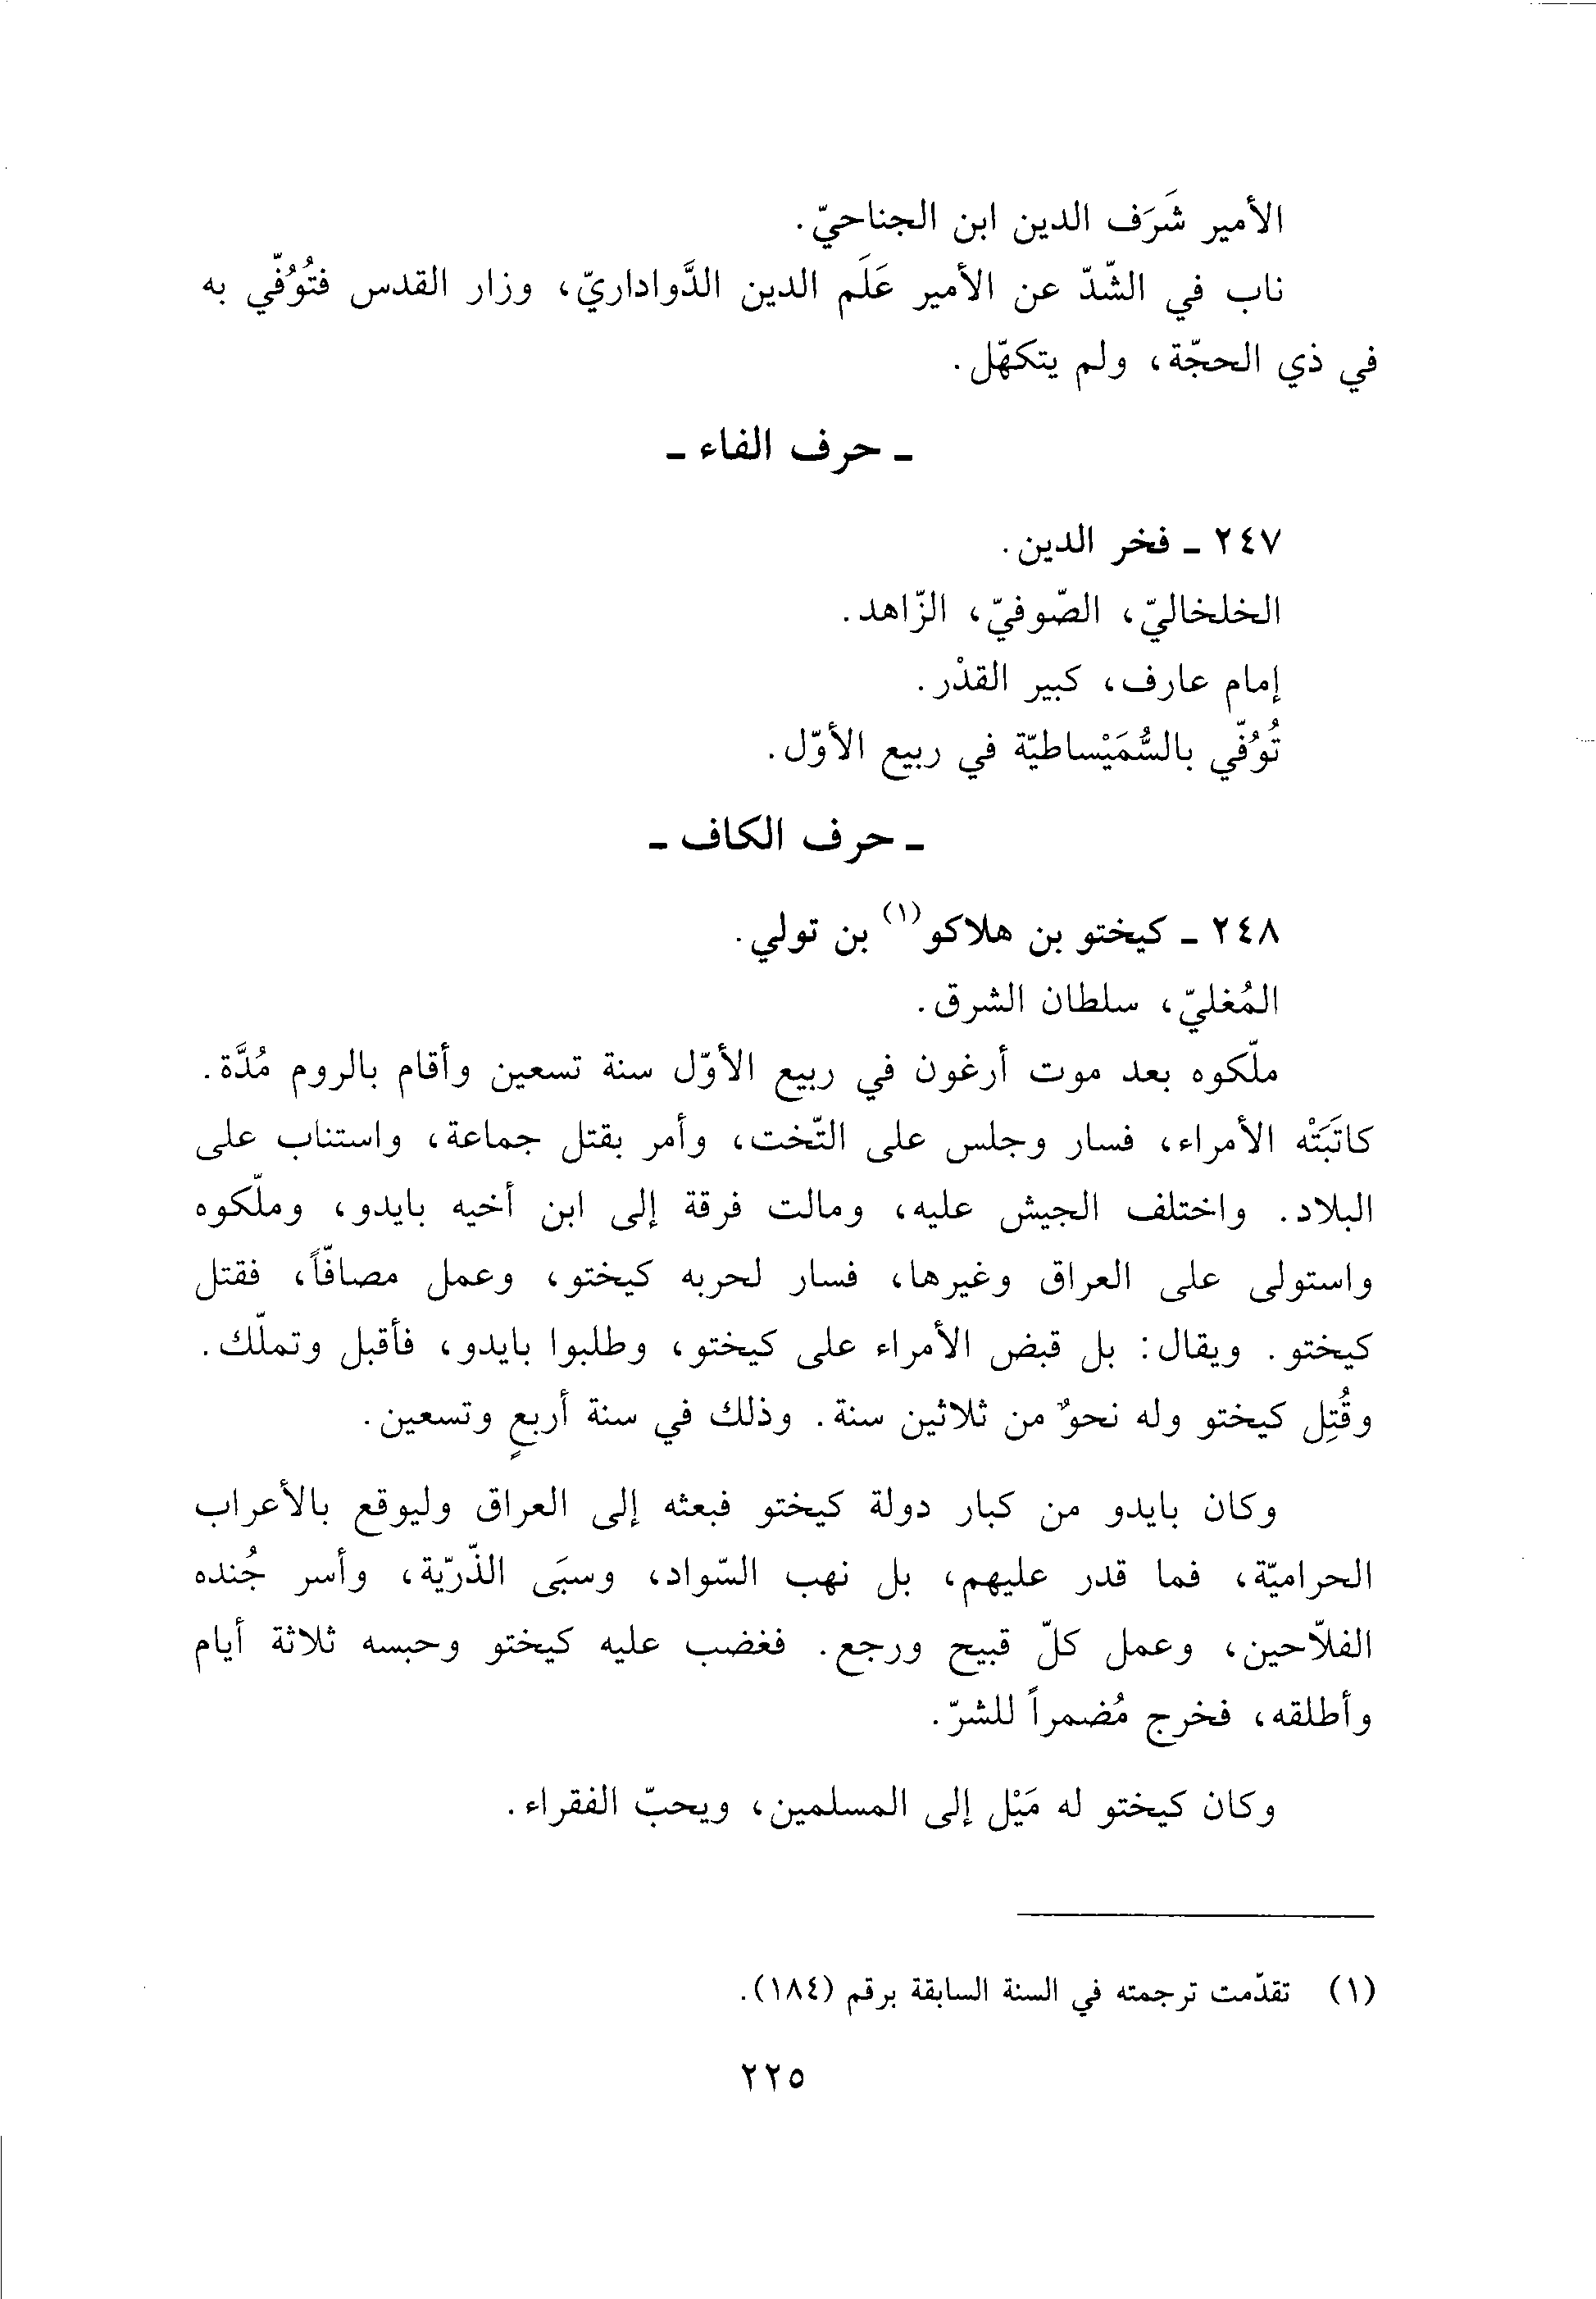 الأمير شَرَف الدين ابن الجناحيّ.
ناب في الشّدّ عن الأمير عَلَم الدين الدَّواداريّ، وزار القدس فتُوُفّي به
في ذي الحجّة، ولم يتكهّل.
ـ حرف الفاء ـ
٢٤٧ ـ فخر الدين.
الخلخاليّ، الصّوفيّ، الزّاهد.
إمام عارف، كبير القدْر.
تُوُفّي بالسُّمَيْساطيّة في ربيع الأوّل.
ـ حرف الكاف ـ
٢٤٨ ـ كيختو بن هلاكو(١) بن تولي.
المُغليّ، سلطان الشرق.
ملّكوه بعد موت أرغون في ربيع الأوّل سنة تسعين وأقام بالروم مُدَّة.
كاتَبَتْه الأمراء، فسار وجلس على التّخت، وأمر بقتل جماعة، واستناب على
البلاد. واختلف الجيش عليه، ومالت فرقة إلى ابن أخيه بايدو، وملّكوه
واستولى على العراق وغيرها، فسار لحربه كيختو، وعمل مصافّاً، فقتل
كيختو. ويقال: بل قبض الأمراء على كيختو، وطلبوا بايدو، فأقبل وتملّك.
وقُتِل كيختو وله نحوٌ من ثلاثين سنة. وذلك في سنة أربعٍ وتسعين.
وكان بايدو من كبار دولة كيختو فبعثه إلى العراق وليوقع بالأعراب
الحراميّة، فما قدر عليهم، بل نهب السّواد، وسبَى الذّرّية، وأسر جُنده
الفلاّحين، وعمل كلّ قبيح ورجع. فغضب عليه كيختو وحبسه ثلاثة أيام
وأطلقه، فخرج مُضمراً للشرّ.
وكان كيختو له مَيْل إلى المسلمين، ويحبّ الفقراء.
(١) تقدّمت ترجمته في السنة السابقة برقم (١٨٤).
٢٢٥